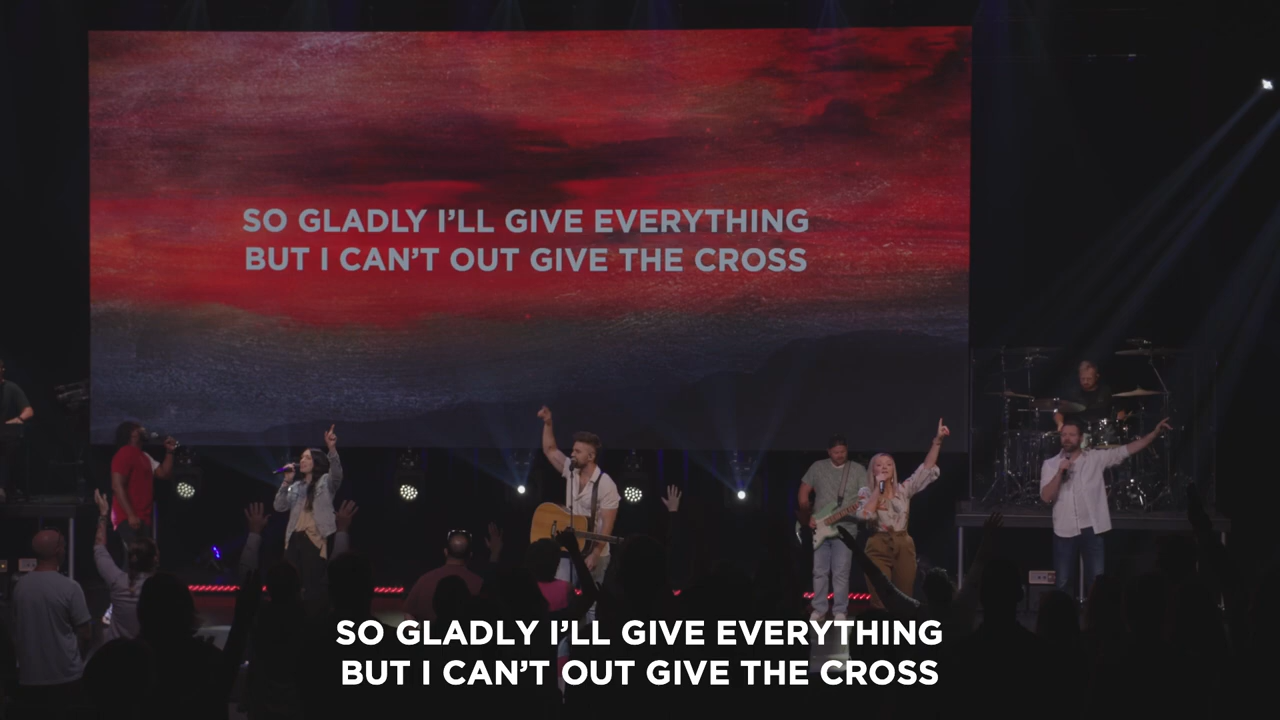 SO GLADLY I'LL GIVE EVERYTHING
BUT I CAN'T OUT GIVE THE CROSS
SO GLADLY I'LL GIVE EVERYTHING
BUT I CAN'T OUT GIVE THE CROSS